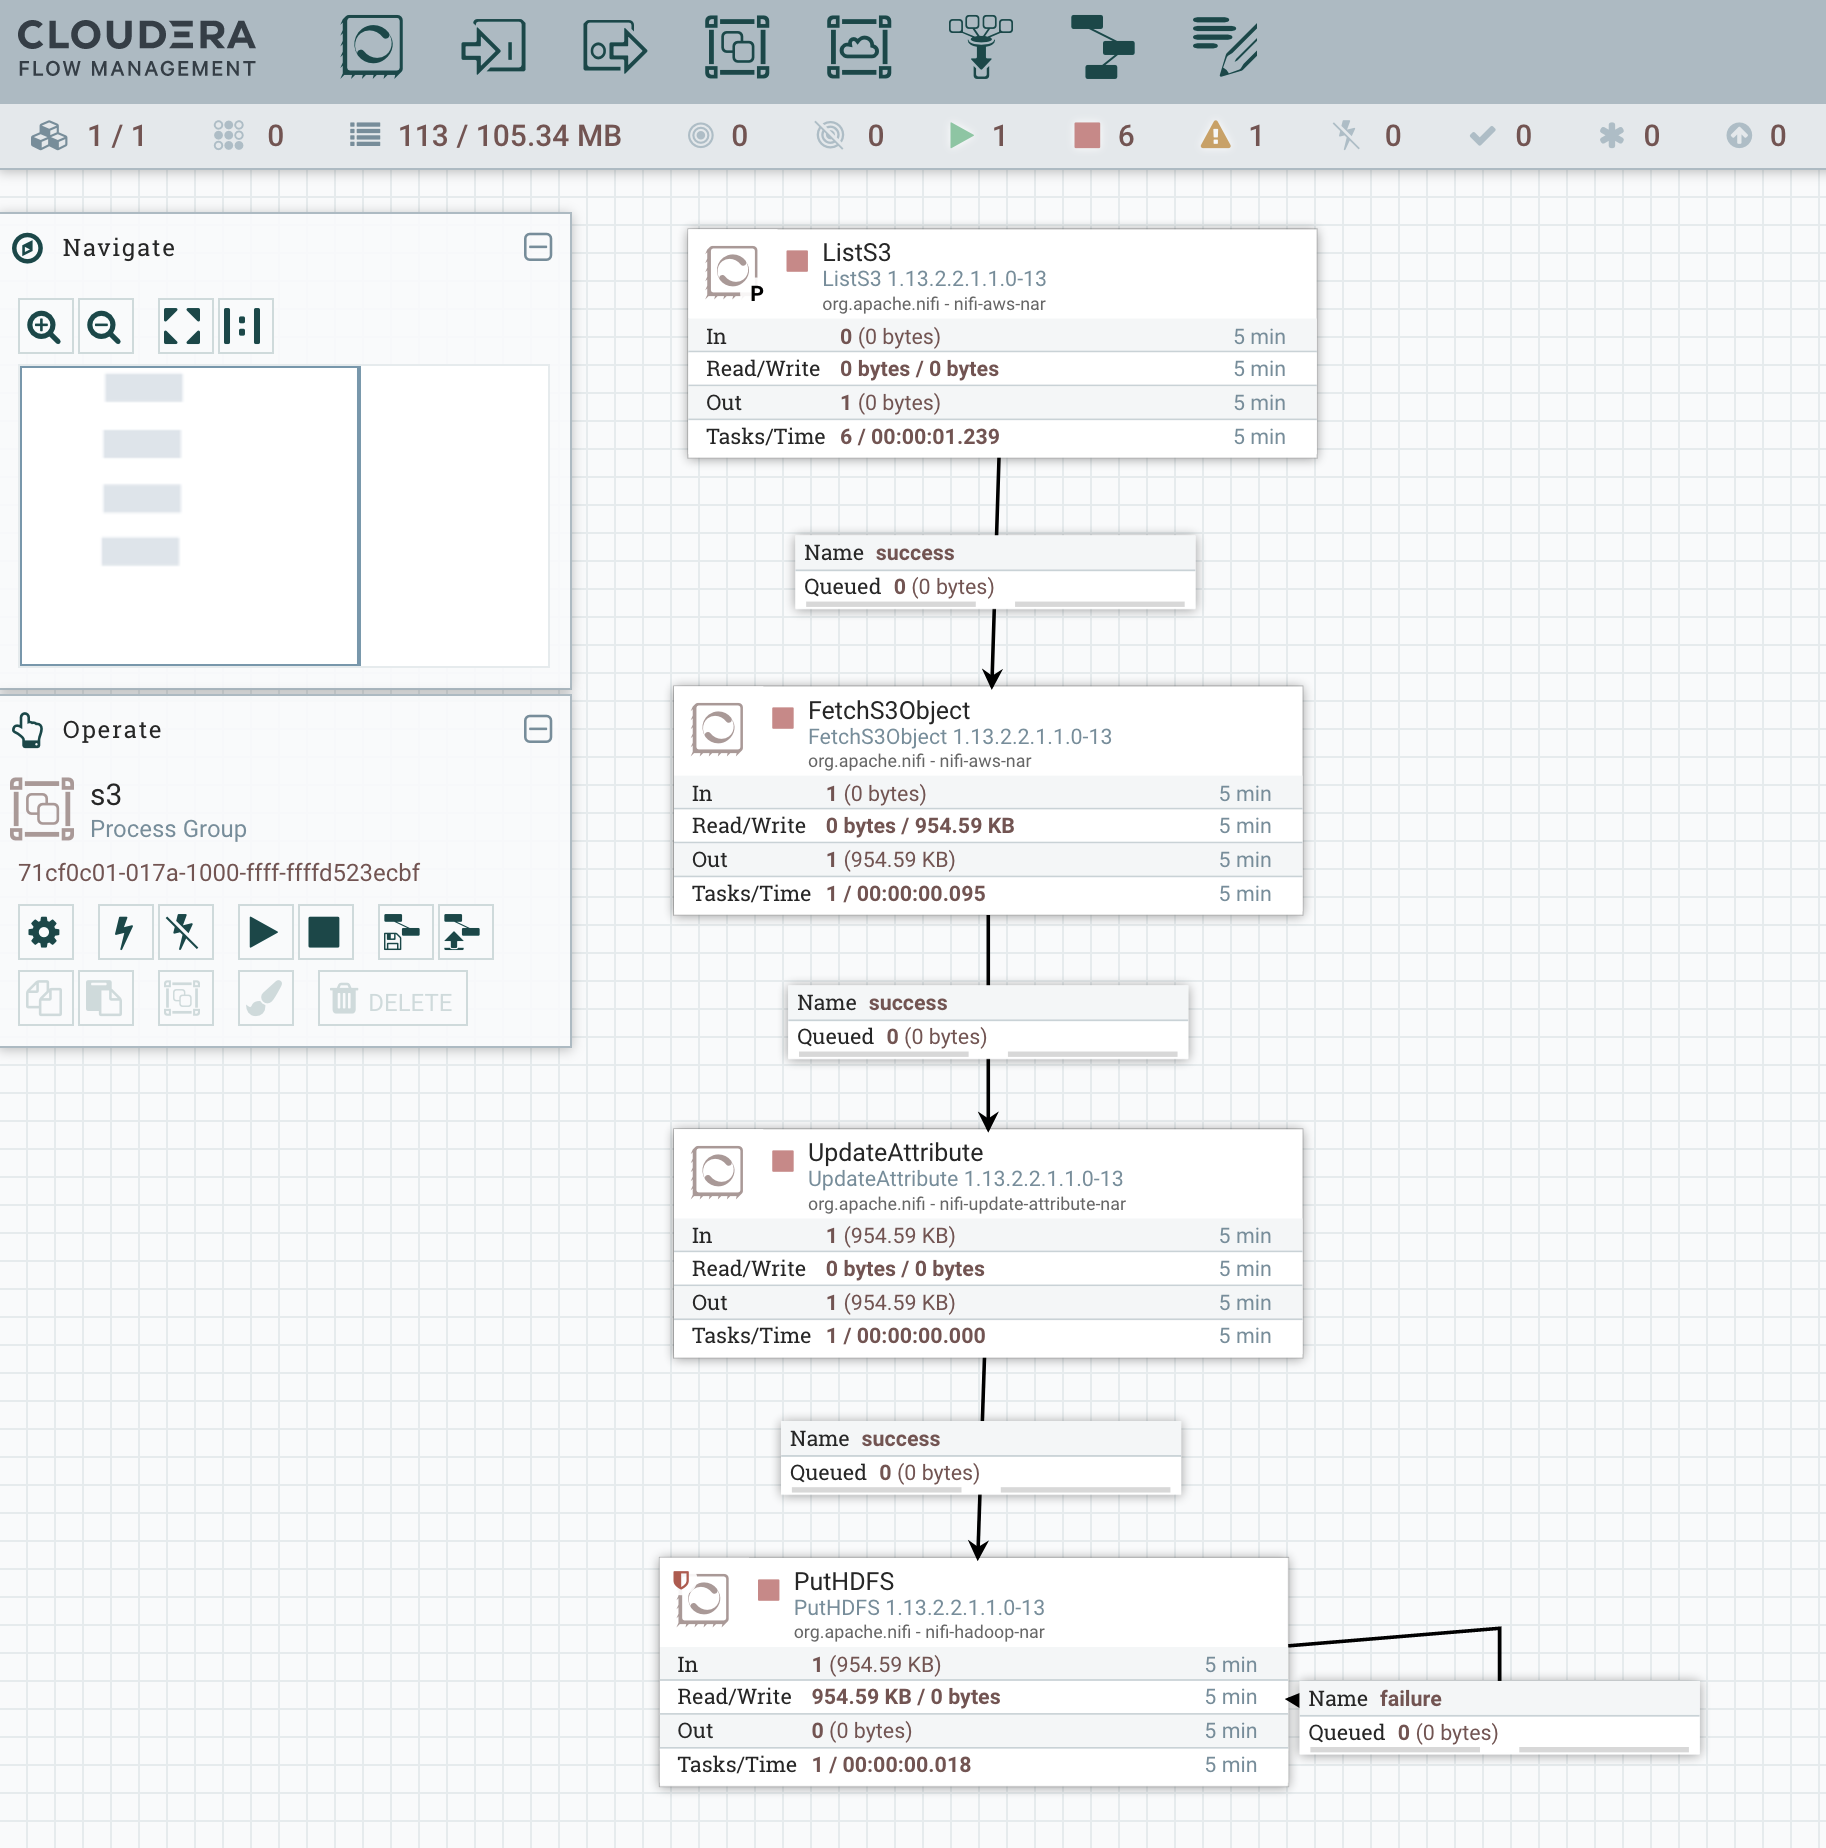 CLOUDERA
FLOW MANAGEMENT
1 / 1
0
113 / 105.34 MB
0
0
1
6
1
0
0
0
0
Navigate
Operate
s3
Process Group
71cf0c01-017a-1000-ffff-ffffd523ecbf
DELETE
ListS3
ListS3 1.13.2.2.1.1.0-13
org.apache.nifi - nifi-aws-nar
P
In 0 (0 bytes) 5 min
Read/Write 0 bytes / 0 bytes 5 min
Out 1 (0 bytes) 5 min
Tasks/Time 6 / 00:00:01.239 5 min
Name success
Queued 0 (0 bytes)
FetchS3Object
FetchS3Object 1.13.2.2.1.1.0-13
org.apache.nifi - nifi-aws-nar
In 1 (0 bytes) 5 min
Read/Write 0 bytes / 954.59 KB 5 min
Out 1 (954.59 KB) 5 min
Tasks/Time 1 / 00:00:00.095 5 min
Name success
Queued 0 (0 bytes)
UpdateAttribute
UpdateAttribute 1.13.2.2.1.1.0-13
org.apache.nifi - nifi-update-attribute-nar
In 1 (954.59 KB) 5 min
Read/Write 0 bytes / 0 bytes 5 min
Out 1 (954.59 KB) 5 min
Tasks/Time 1 / 00:00:00.000 5 min
Name success
Queued 0 (0 bytes)
PutHDFS
PutHDFS 1.13.2.2.1.1.0-13
org.apache.nifi - nifi-hadoop-nar
In 1 (954.59 KB) 5 min
Read/Write 954.59 KB / 0 bytes 5 min
Out 0 (0 bytes) 5 min
Tasks/Time 1 / 00:00:00.018 5 min
Name failure
Queued 0 (0 bytes)